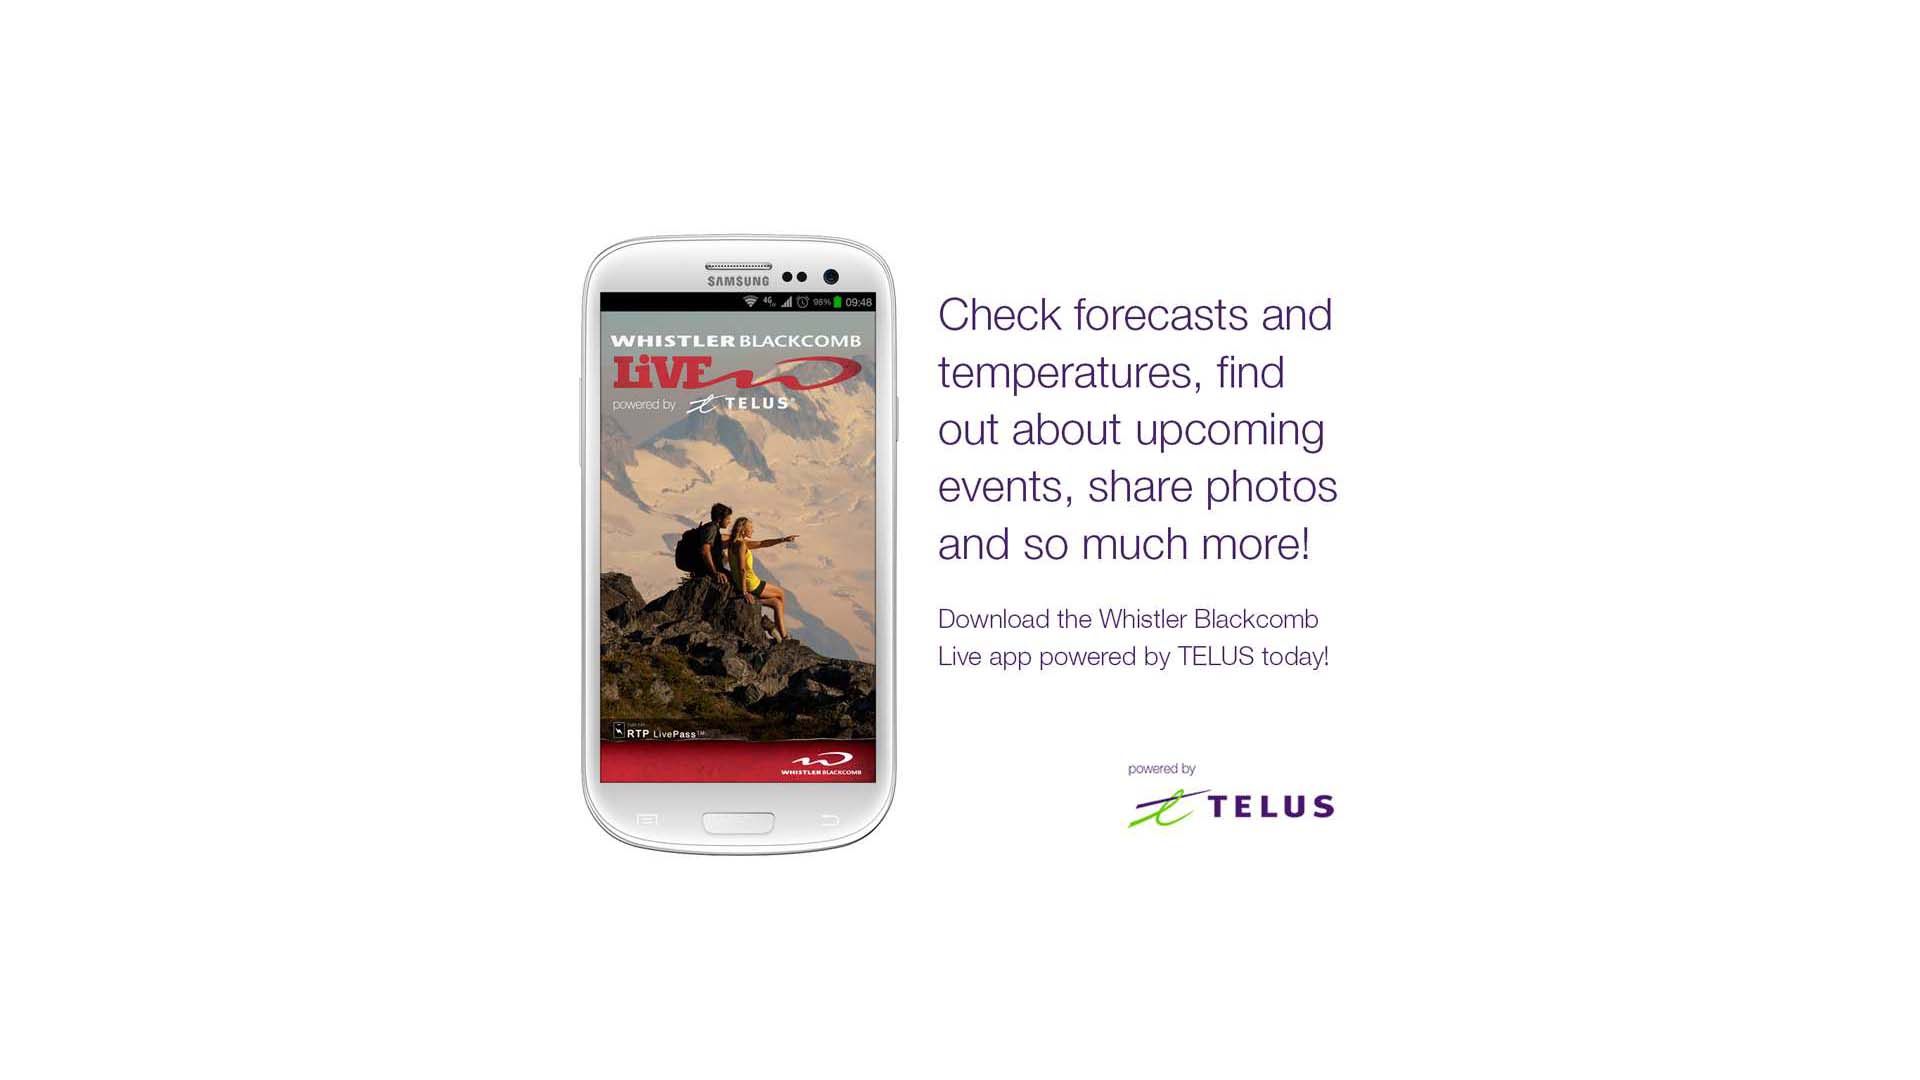 SAMSUNG
98% 09:48
WHISTLER BLACKCOMB
LiVE
powered by TELUS
RTP LivePass™
WHISTLER BLACKCOMB
Check forecasts and
temperatures, find
out about upcoming
events, share photos
and so much more!
Download the Whistler Blackcomb
Live app powered by TELUS today!
powered by
TELUS